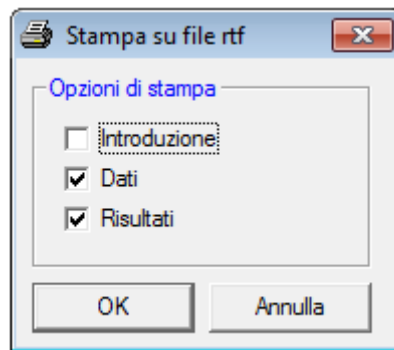 Stampa su file rtf
Opzioni di stampa
Introduzione
Dati
Risultati
OK Annulla